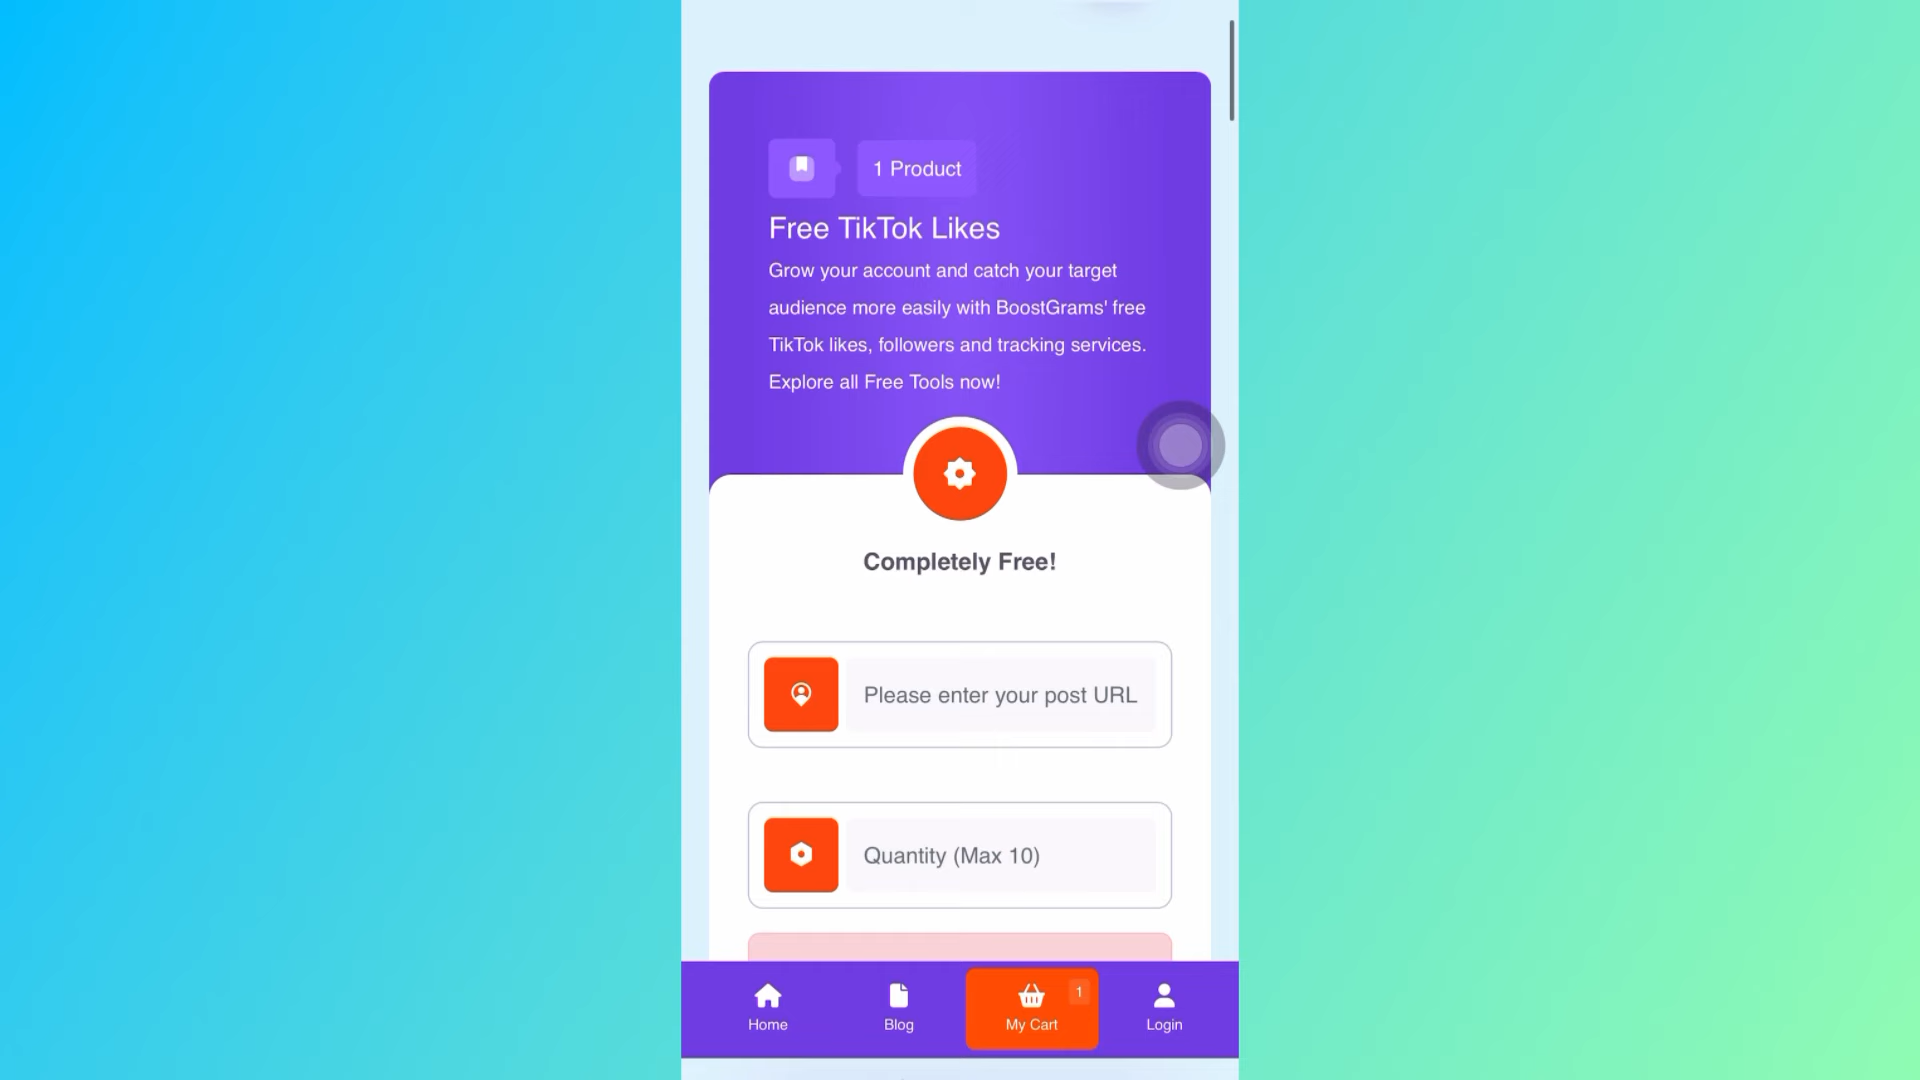 1 Product
Free TikTok Likes
Grow your account and catch your target
audience more easily with BoostGrams' free
TikTok likes, followers and tracking services.
Explore all Free Tools now!
Completely Free!
Please enter your post URL
Quantity (Max 10)
1
Home
Blog
My Cart
Login